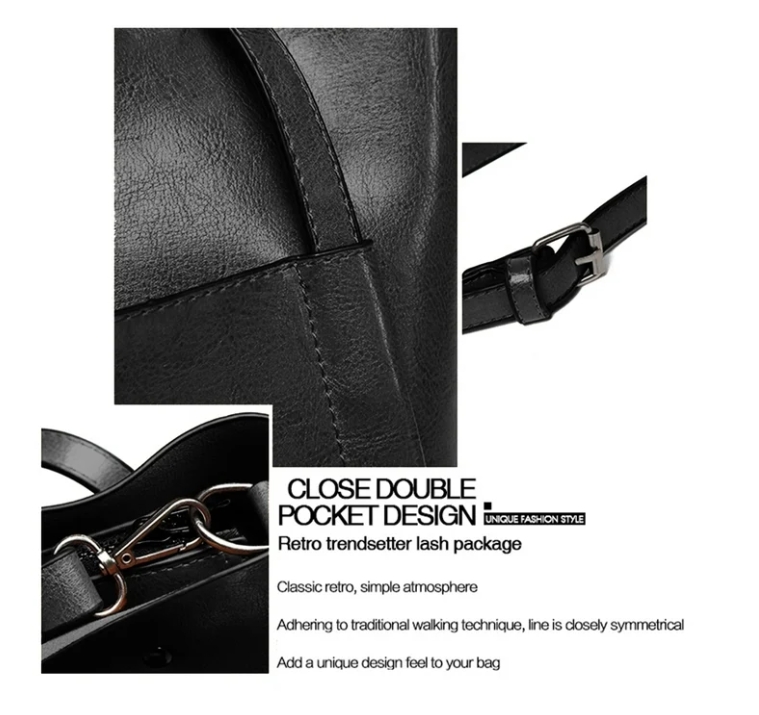 CLOSE DOUBLE
POCKET DESIGN
UNIQUE FASHION STYLE
Retro trendsetter lash package
Classic retro, simple atmosphere
Adhering to traditional walking technique, line is closely symmetrical
Add a unique design feel to your bag